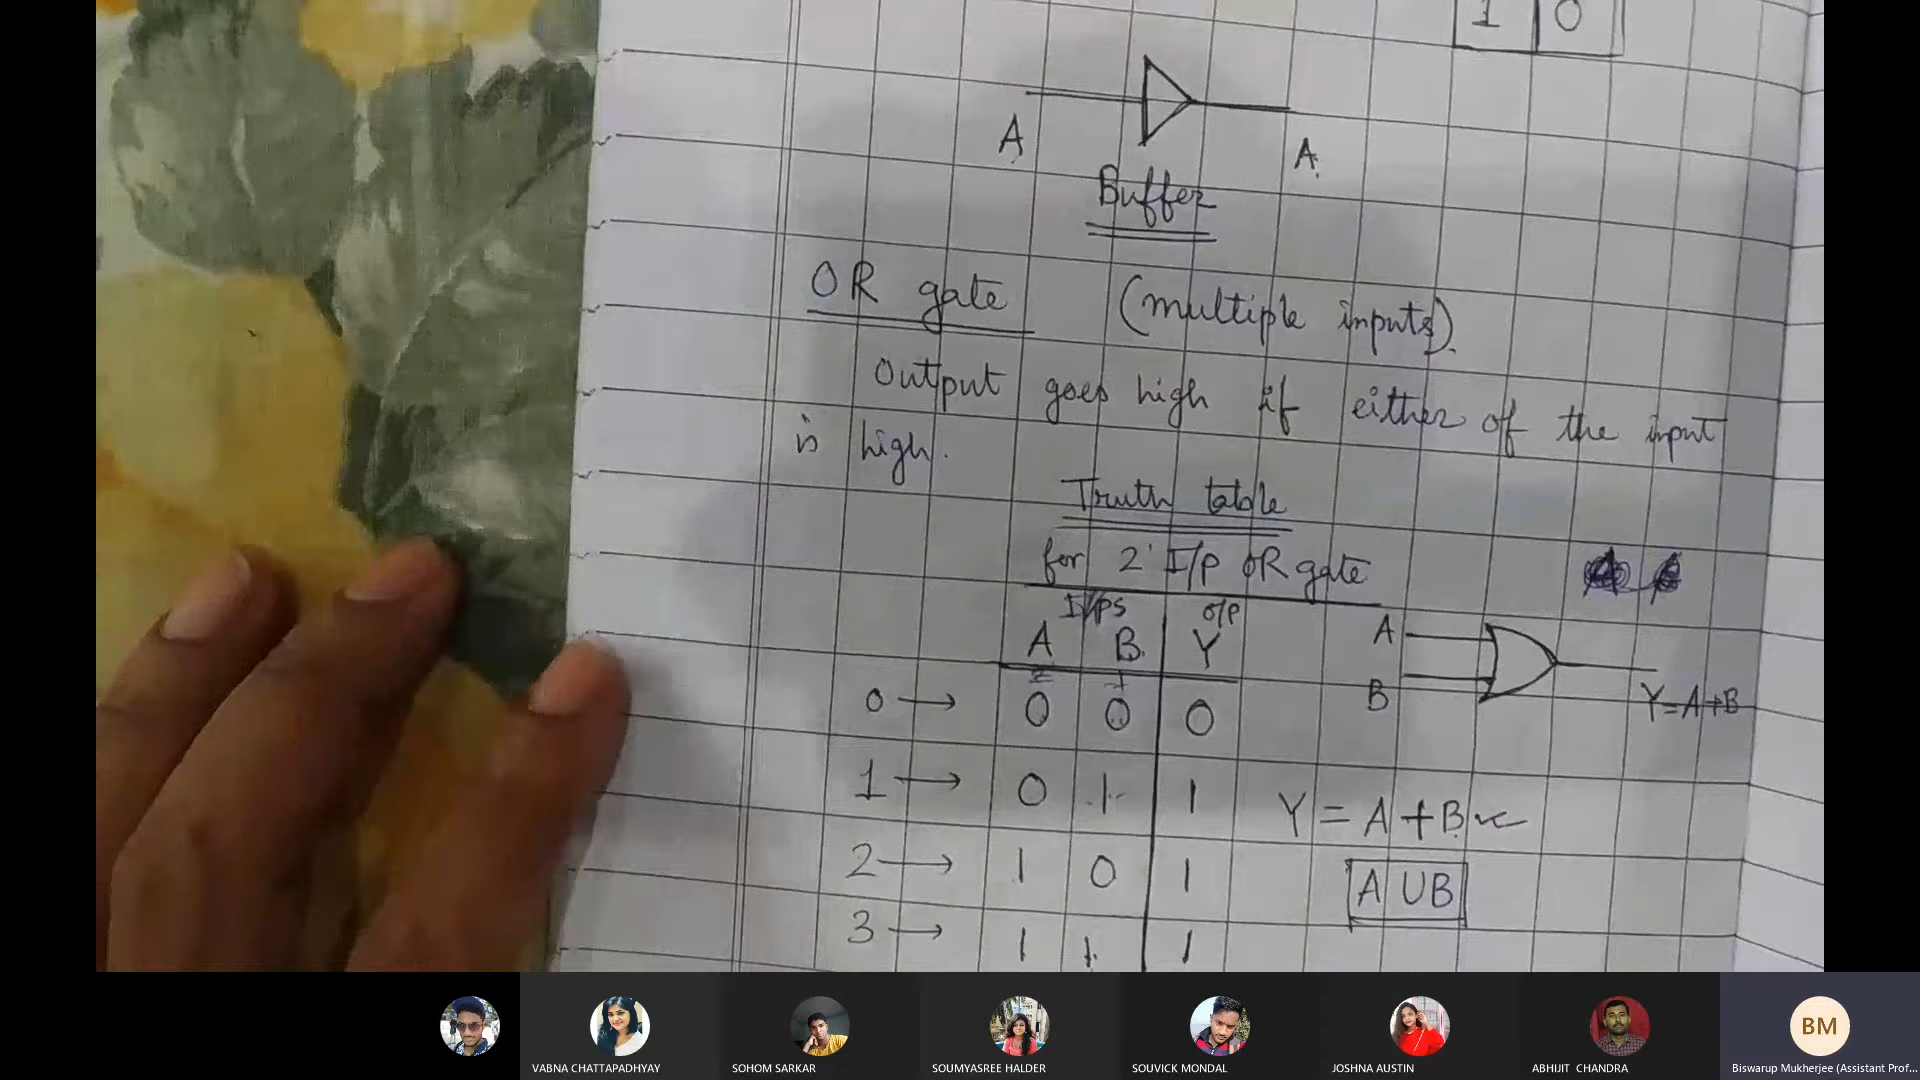 1 0
A A
Buffer
OR gate (multiple inputs).
Output goes high if either of the input
is high.
Truth table
for 2 I/p OR gate
I/ps o/p
A B Y
A
B
Y=A+B
0 → 0 0 0
1 → 0 1 1
Y = A+B
2 → 1 0 1
A U B
3 → 1 1 1
VABNA CHATTAPADHYAY
SOHOM SARKAR
SOUMYASREE HALDER
SOUVICK MONDAL
JOSHNA AUSTIN
ABHIJIT CHANDRA
BM
Biswarup Mukherjee (Assistant Prof...